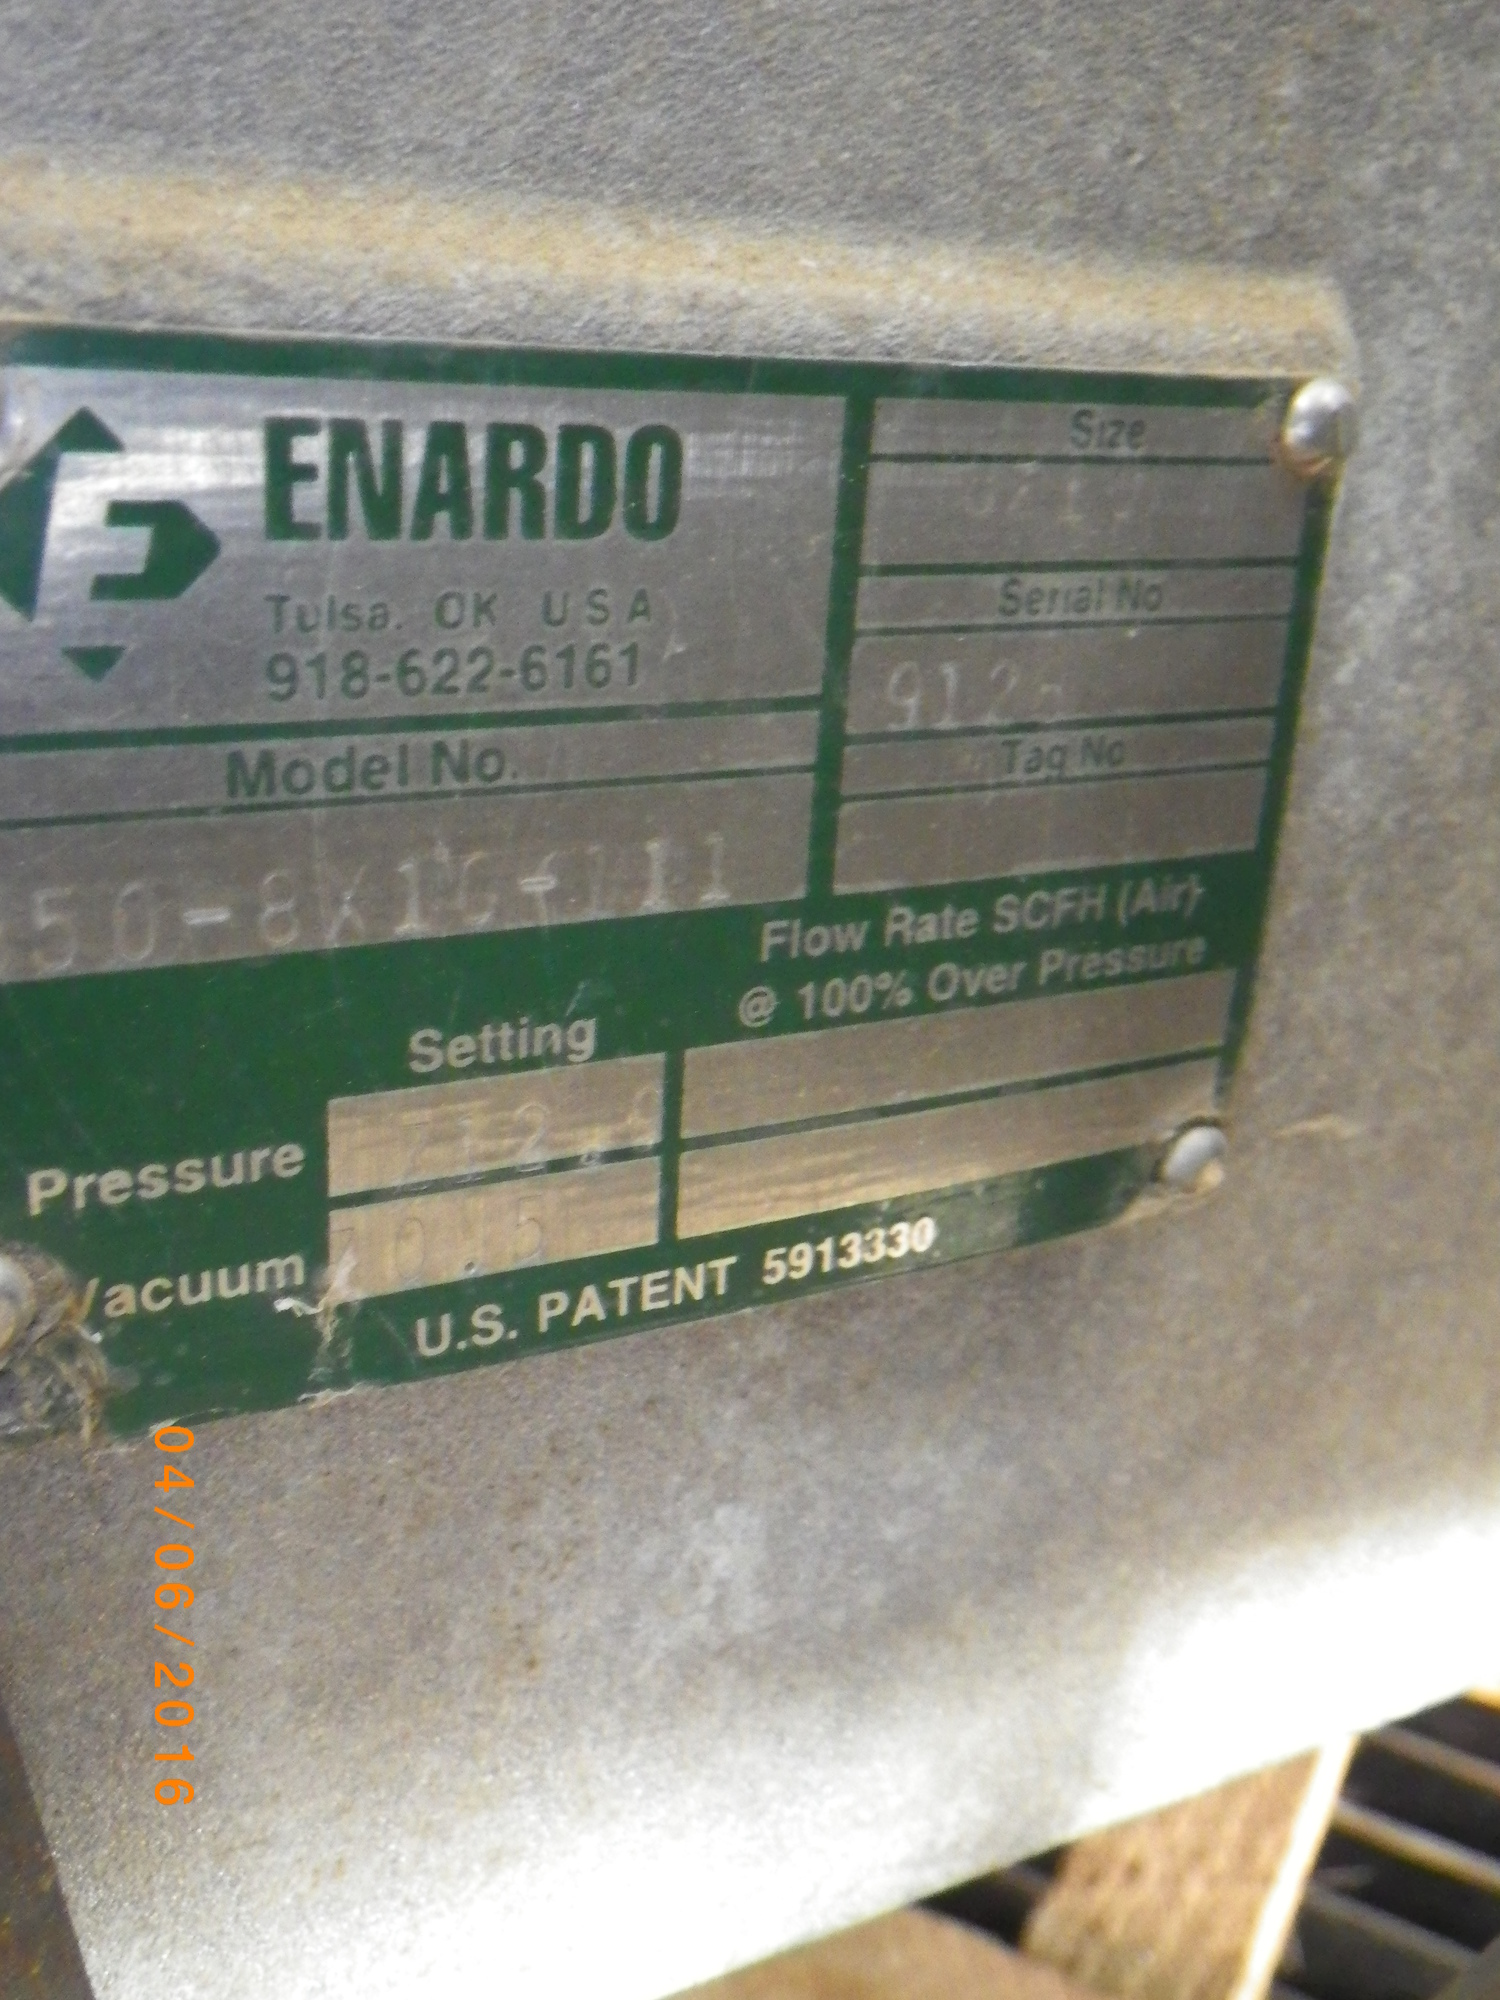 ENARDO
Tulsa. OK USA
918-622-6161
Size
Serial No
Tag No
Model No.
Flow Rate SCFH (Air)
@ 100% Over Pressure
Setting
Pressure
Vacuum
U.S. PATENT 5913330
04/06/2016